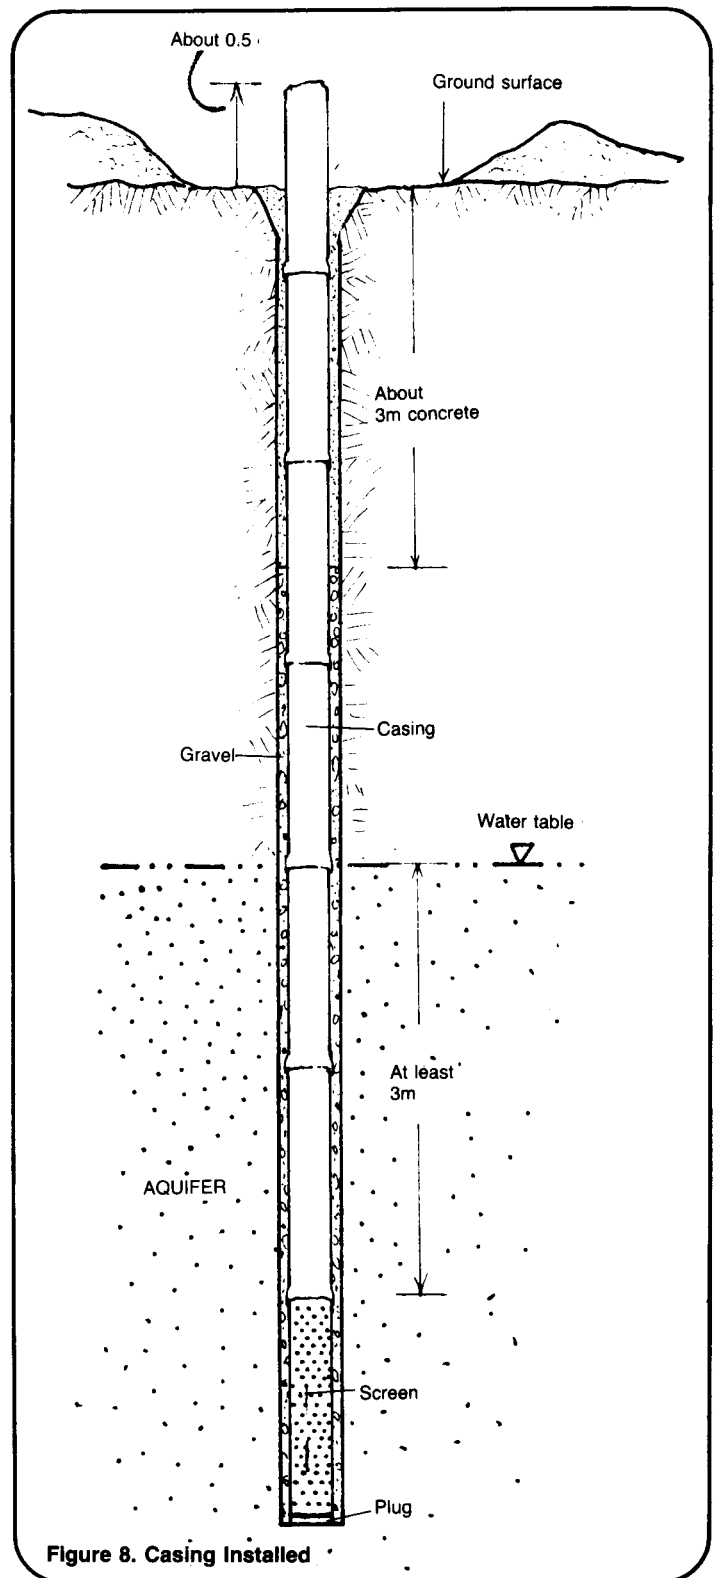 About 0.5
Ground surface
About
3m concrete
Casing
Gravel
Water table
At least
3m
AQUIFER
Screen
Plug
Figure 8. Casing Installed